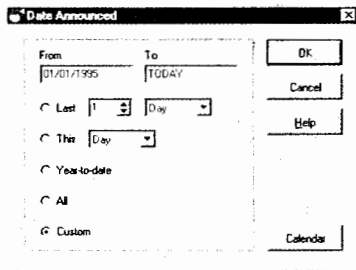 Date Announced
From To OK
01/01/1995 TODAY
Cancel
Last 1 Day
Help
This Day
Year-to-date
All
Custom
Calendar